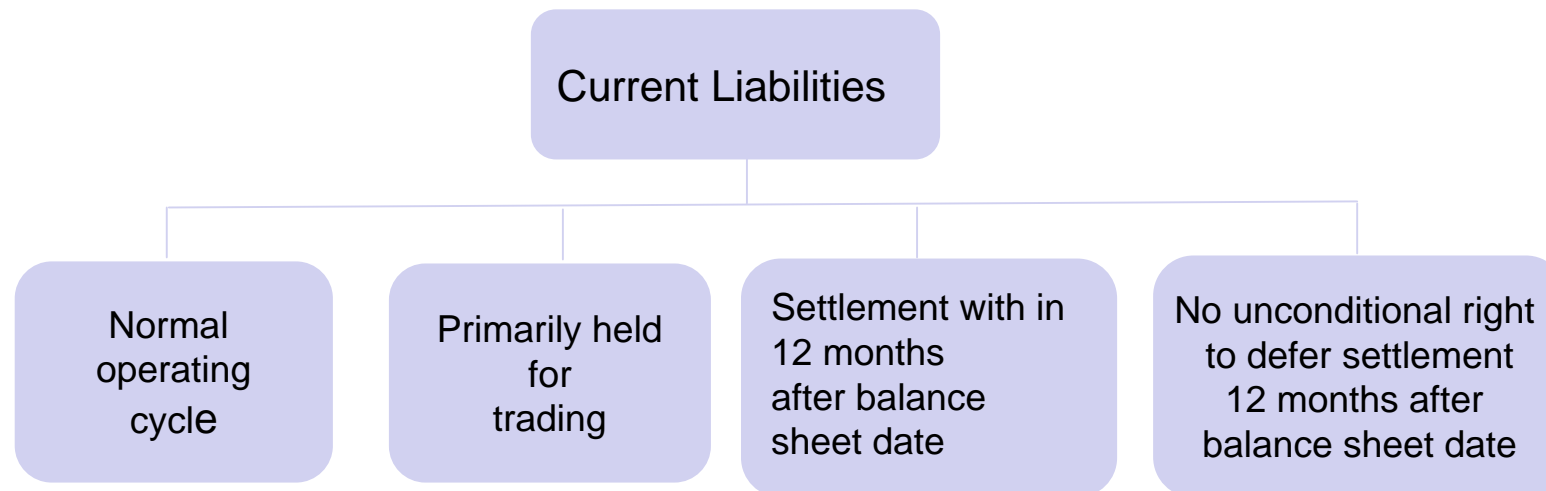 Current Liabilities
Normal
operating
cycle
Primarily held
for
trading
Settlement with in
12 months
after balance
sheet date
No unconditional right
to defer settlement
12 months after
balance sheet date